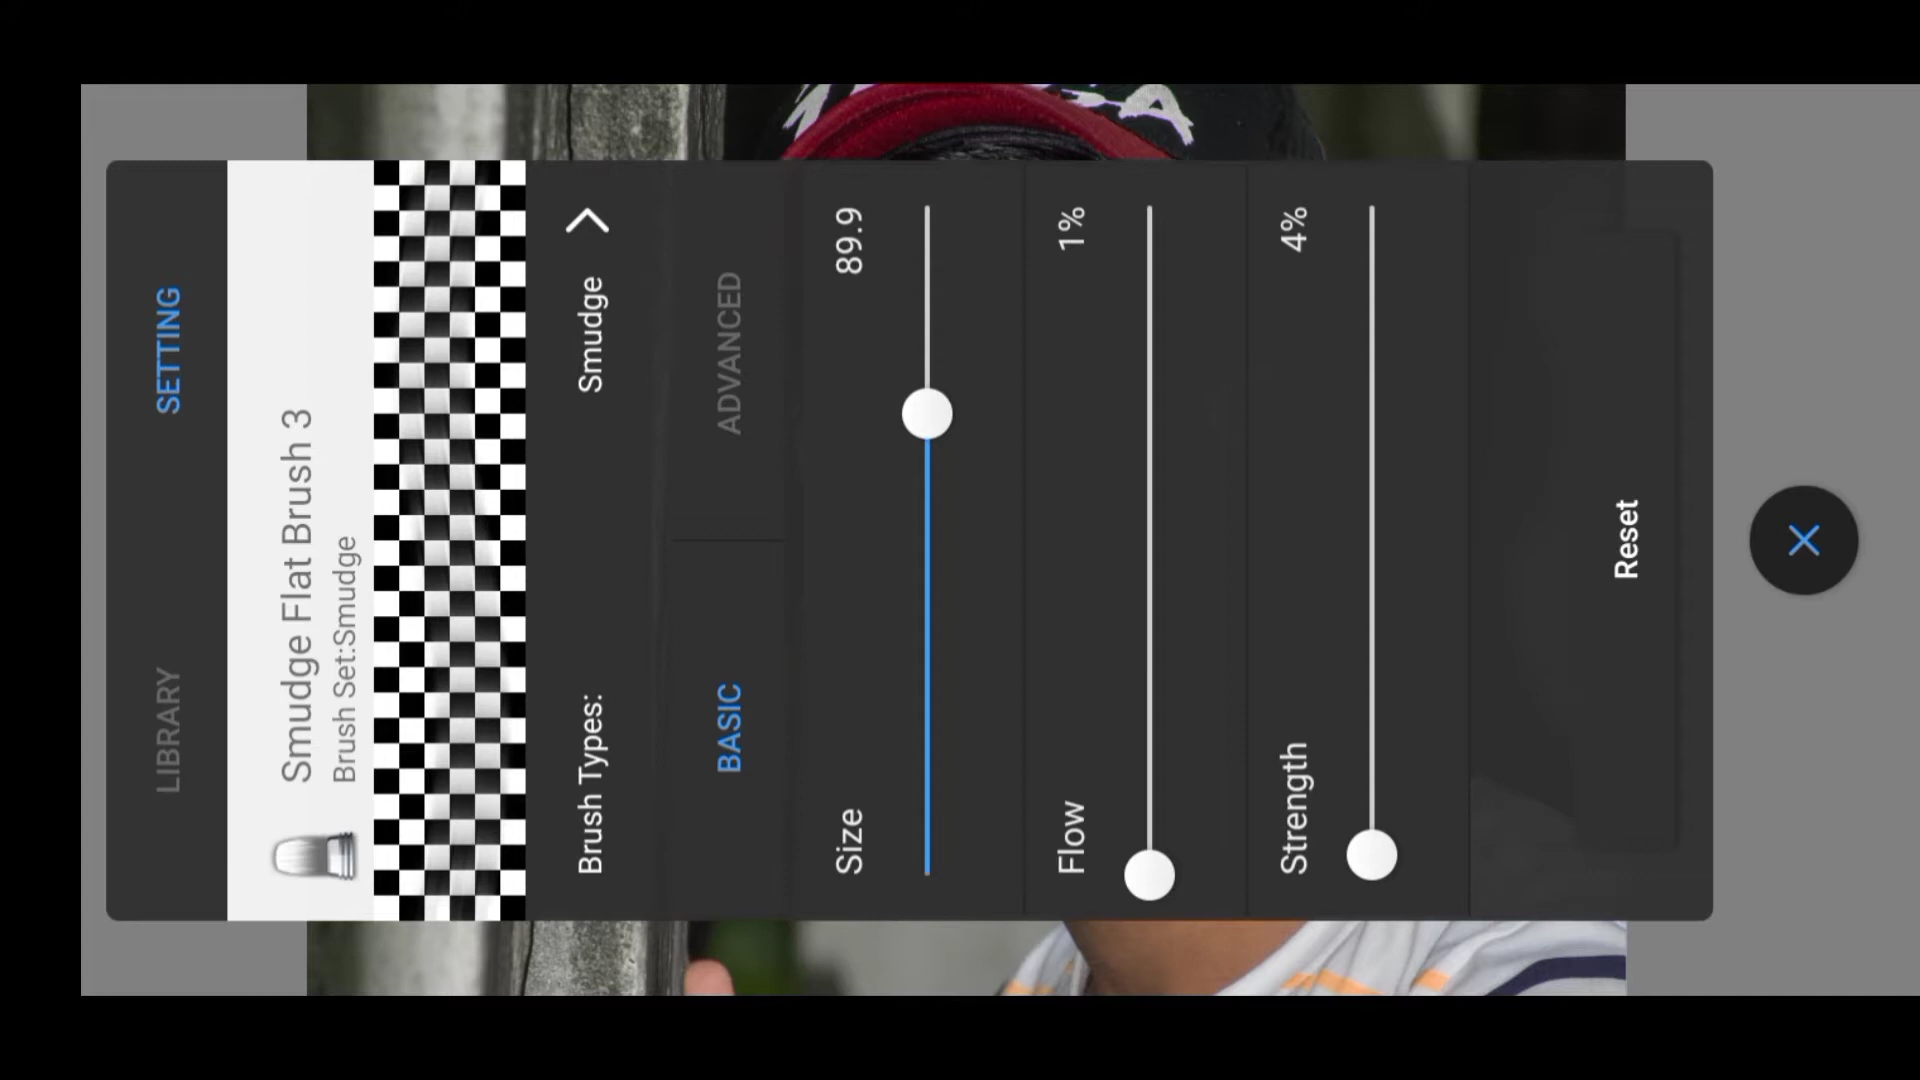 LIBRARY SETTING
Smudge Flat Brush 3
Brush Set:Smudge
Brush Types: Smudge
BASIC ADVANCED
Size 89.9
Flow 1%
Strength 4%
Reset